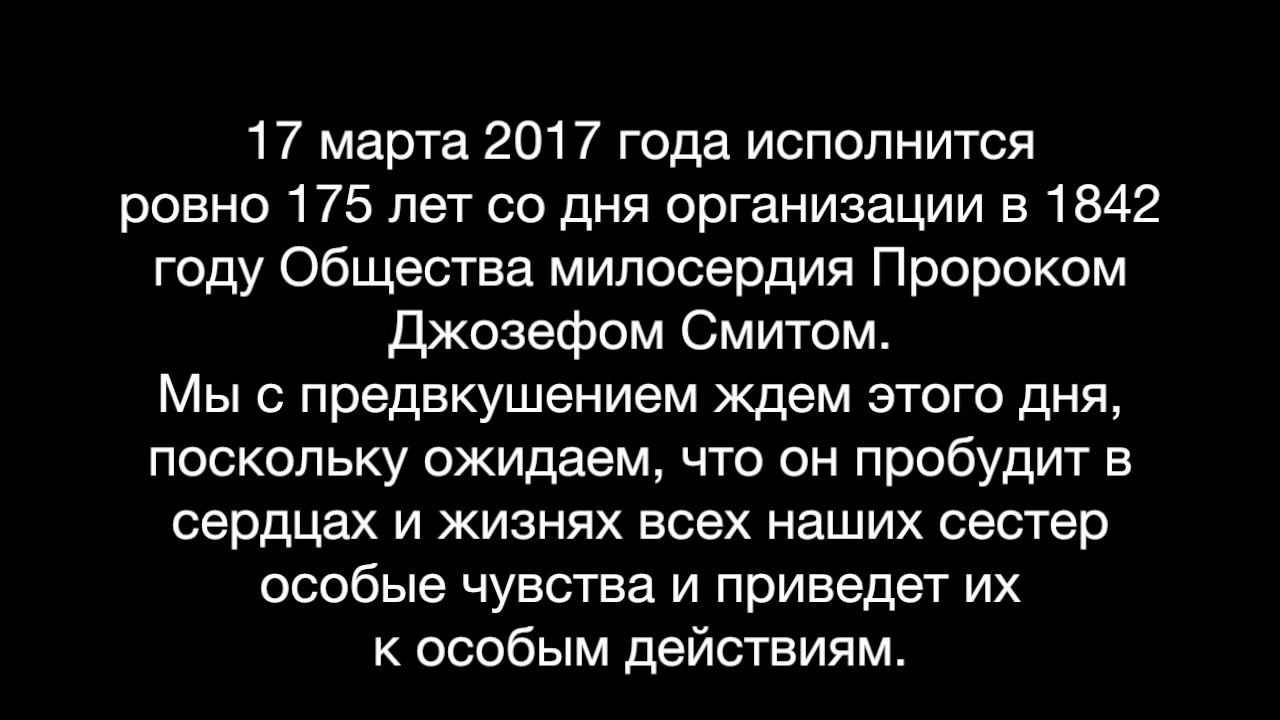 17 марта 2017 года исполнится
ровно 175 лет со дня организации в 1842
году Общества милосердия Пророком
Джозефом Смитом.
Мы с предвкушением ждем этого дня,
поскольку ожидаем, что он пробудит в
сердцах и жизнях всех наших сестер
особые чувства и приведет их
к особым действиям.